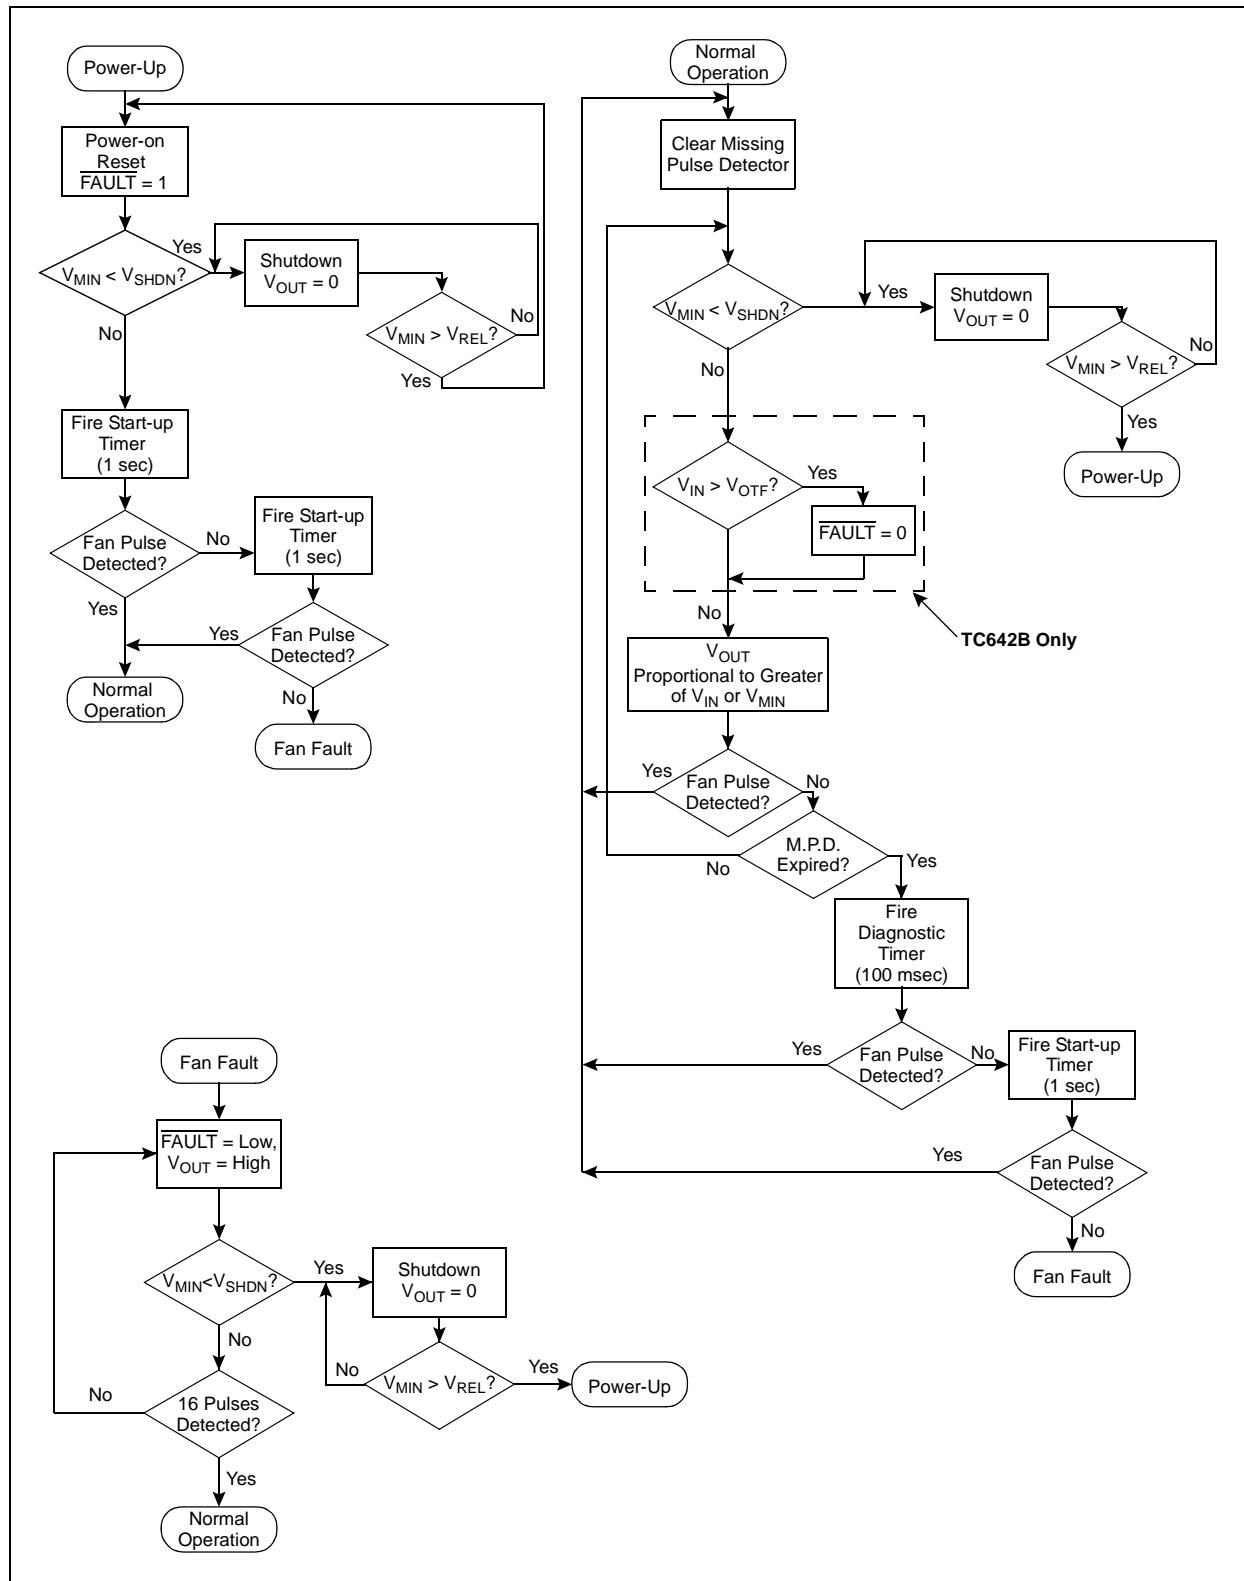 Power-Up
Power-on
Reset
FAULT = 1
Yes
VMIN < VSHDN?
Shutdown
VOUT = 0
No
VMIN > VREL?
No
Yes
Fire Start-up
Timer
(1 sec)
Fan Pulse
Detected?
No
Fire Start-up
Timer
(1 sec)
Yes
Yes
Fan Pulse
Detected?
Normal
Operation
No
Fan Fault
Normal
Operation
Clear Missing
Pulse Detector
VMIN < VSHDN?
Yes
Shutdown
VOUT = 0
No
VMIN > VREL?
No
Yes
Power-Up
VIN > VOTF?
Yes
FAULT = 0
No
TC642B Only
VOUT
Proportional to Greater
of VIN or VMIN
Yes
Fan Pulse
Detected?
No
M.P.D.
Expired?
No
Yes
Fire
Diagnostic
Timer
(100 msec)
Yes
Fan Pulse
Detected?
No
Fire Start-up
Timer
(1 sec)
Yes
Fan Pulse
Detected?
No
Fan Fault
Fan Fault
FAULT = Low,
VOUT = High
VMIN<VSHDN?
Yes
Shutdown
VOUT = 0
No
No
VMIN > VREL?
Yes
Power-Up
No
16 Pulses
Detected?
Yes
Normal
Operation